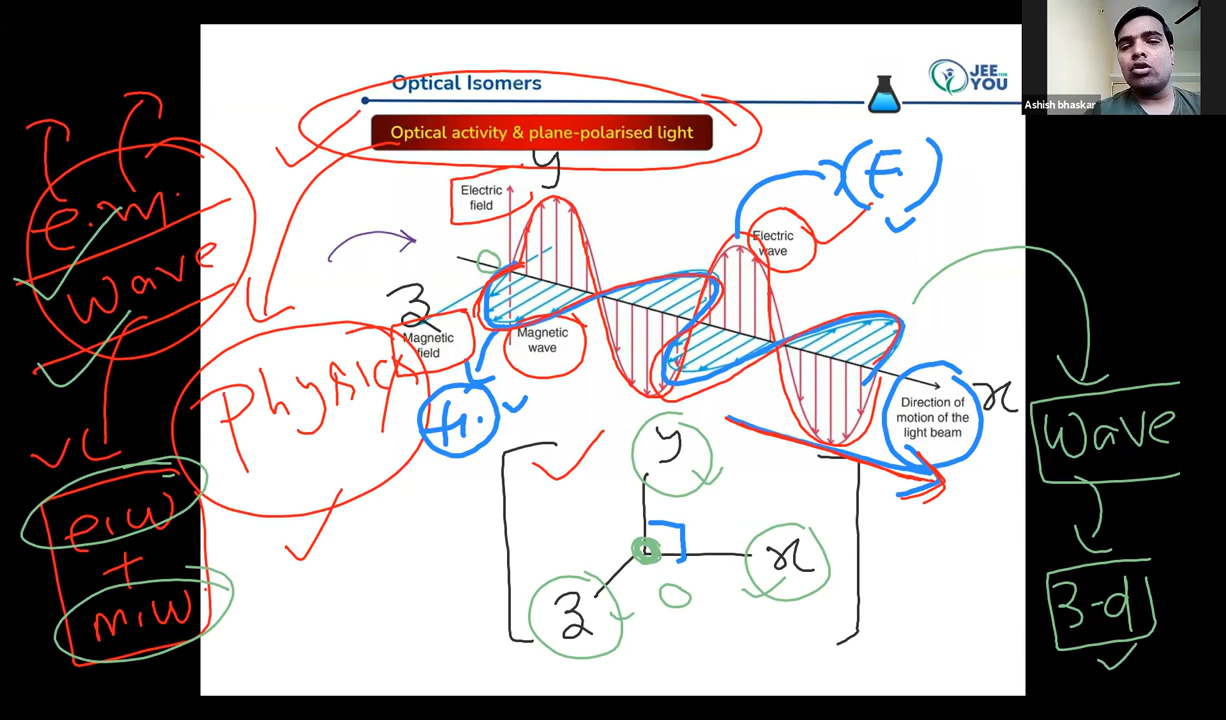 Optical Isomers
JEE
FOR
YOU
Ashish bhaskar
Optical activity & plane-polarised light
y
Electric
field
(E.)
Electric
wave
e.m.
wave
O
z
Magnetic
field
Magnetic
wave
Physics
Direction of
motion of the
light beam
x
wave
y
e.w
+
m.w
x
O
z
3-d